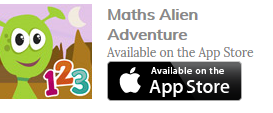 Maths Alien
Adventure
Available on the App Store
Available on the
App Store
123